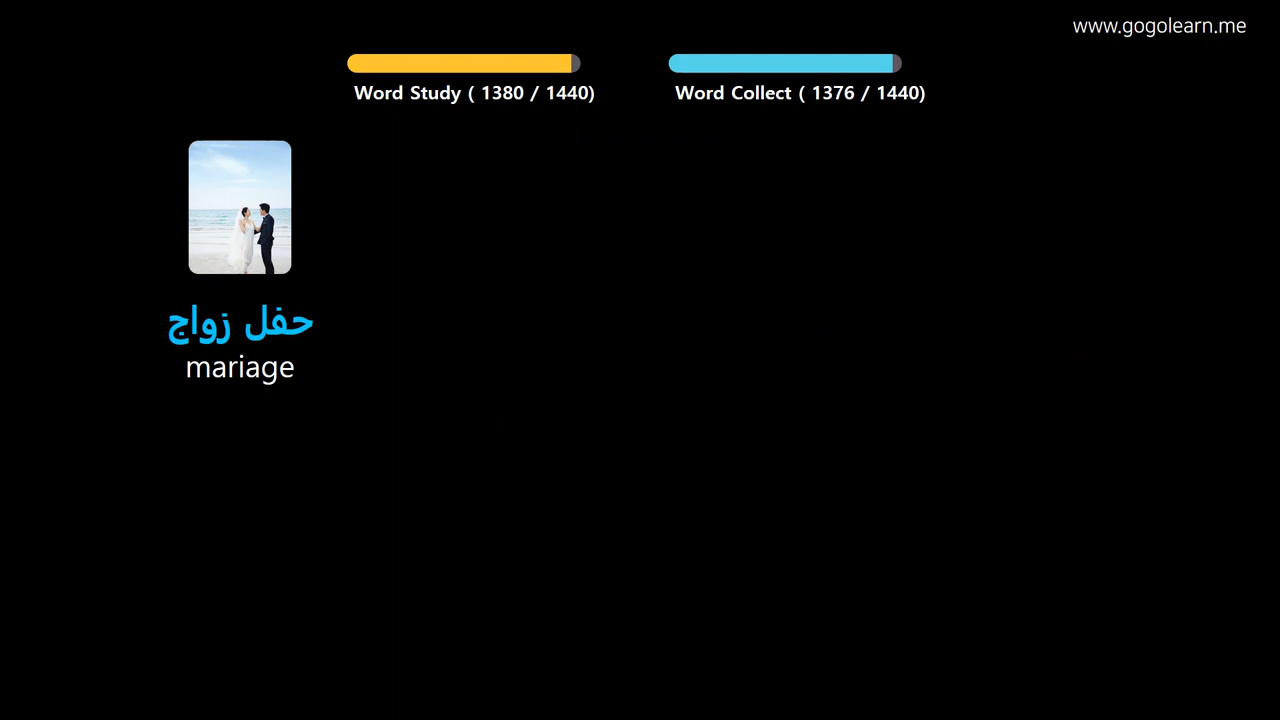 www.gogolearn.me
Word Study ( 1380 / 1440)
Word Collect ( 1376 / 1440)
حفل زواج
mariage